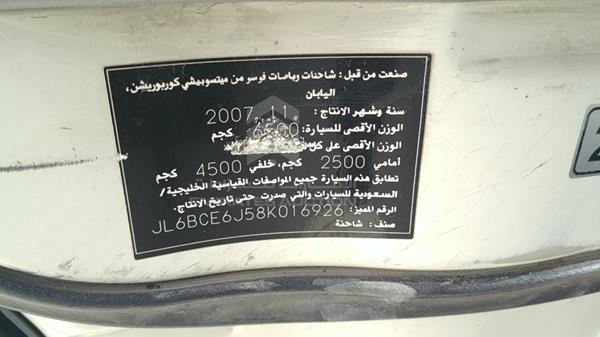 صنعت من قبل : شاحنات وباصات فوسو من ميتسوبيشي كوربوريشن،
اليابان
سنة وشهر الانتاج : 2007 11
الوزن الأقصى للسيارة: كجم
الوزن الأقصى على كل
أمامي 2500 كجم، خلفي 4500 كجم
تطابق هذه السيارة جميع المواصفات القياسية الخليجية/
السعودية للسيارات والتي صدرت حتى تاريخ الانتاج.
الرقم المميز: JL6BCE6J58K016926
صنف: شاحنة